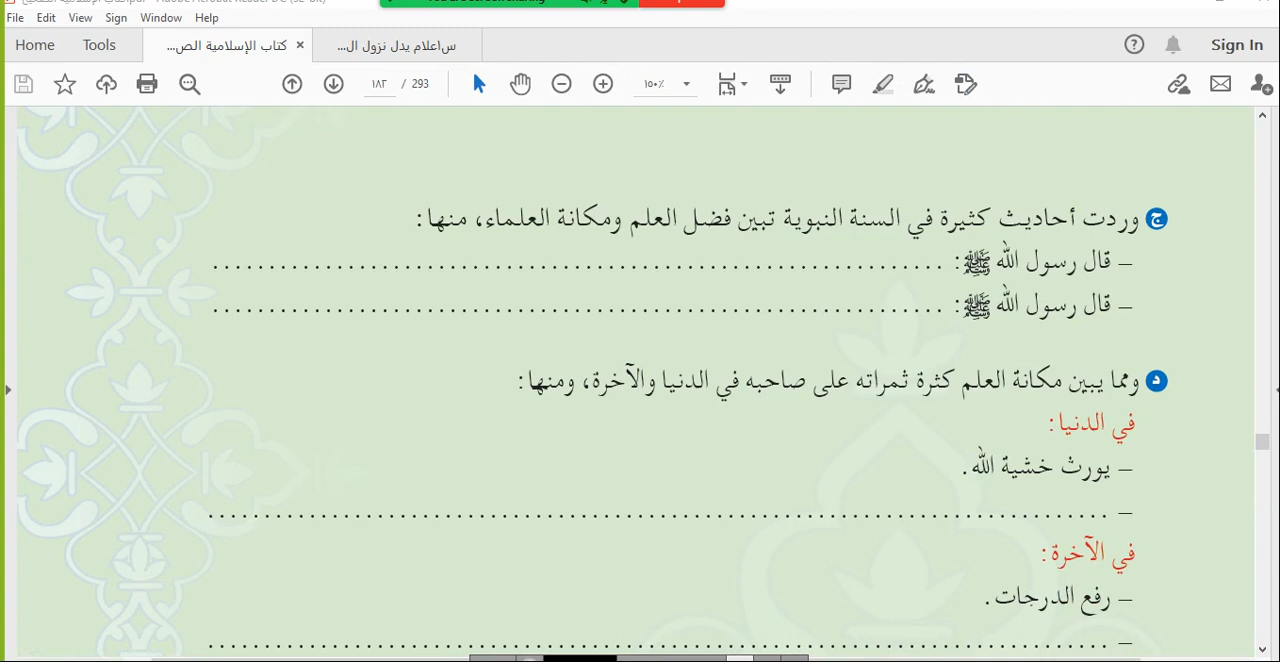 File Edit View Sign Window Help
Home Tools كتاب الإسلامية الص... × س١علام يدل نزول ال...
Sign In
١٨٢ / 293 ١٥٠٪
ج وردت أحاديث كثيرة في السنة النبوية تبين فضل العلم ومكانة العلماء، منها:
– قال رسول الله ﷺ: ................................................................
– قال رسول الله ﷺ: ................................................................
د ومما يبين مكانة العلم كثرة ثمراته على صاحبه في الدنيا والآخرة، ومنها:
في الدنيا:
– يورث خشية الله.
– ................................................................................
في الآخرة:
– رفع الدرجات.
– ................................................................................